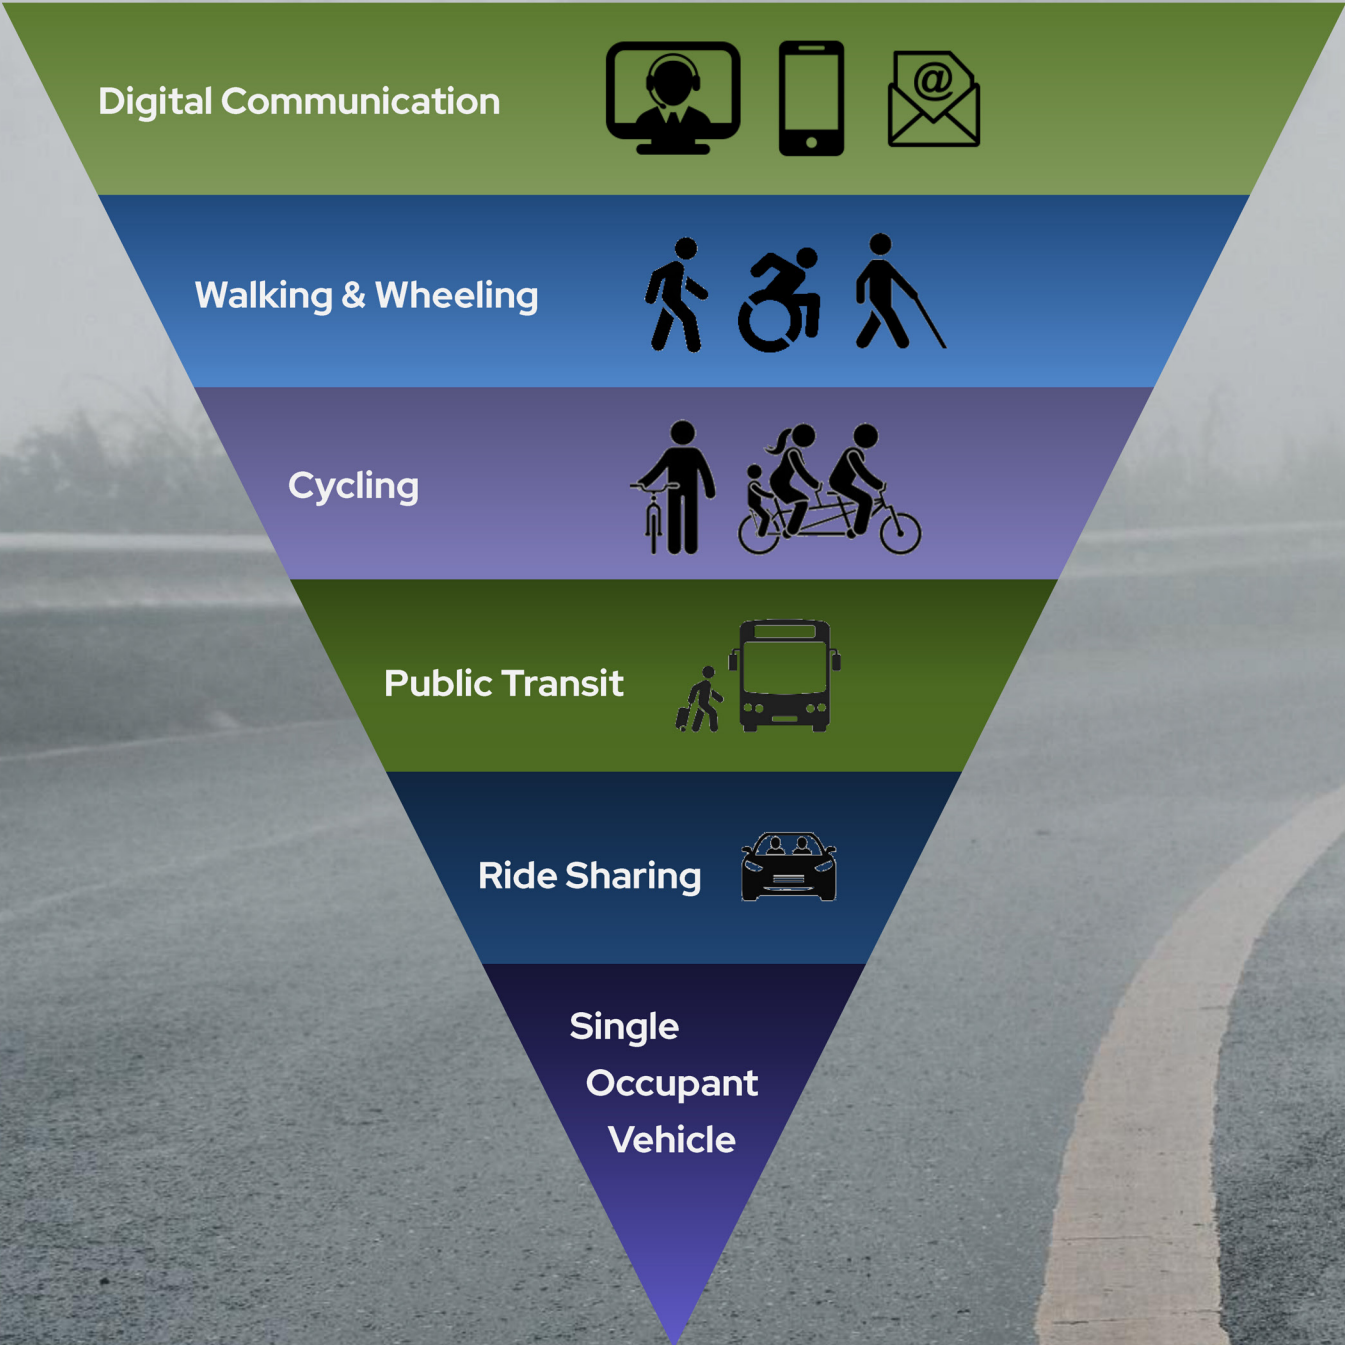 Digital Communication
@
Walking & Wheeling
Cycling
Public Transit
Ride Sharing
Single
Occupant
Vehicle